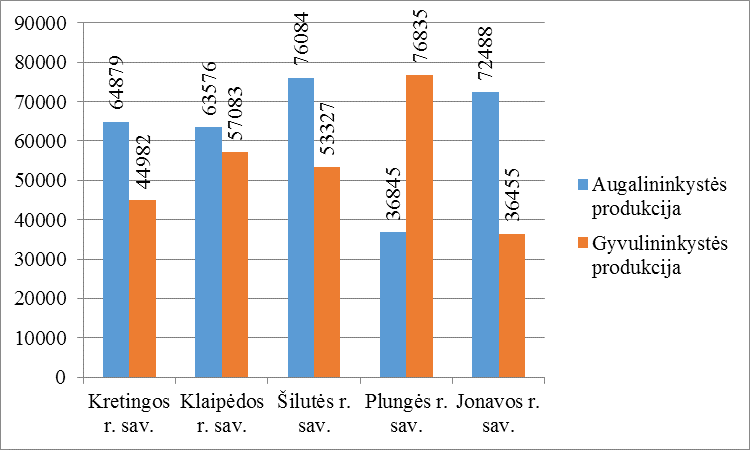 90000
80000
70000
60000
50000
40000
30000
20000
10000
0
64879
44982
63576
57083
76084
53327
36845
76835
72488
36455
Kretingos
r. sav.
Klaipėdos
r. sav.
Šilutės r.
sav.
Plungės r.
sav.
Jonavos r.
sav.
Augalininkystės
produkcija
Gyvulininkystės
produkcija